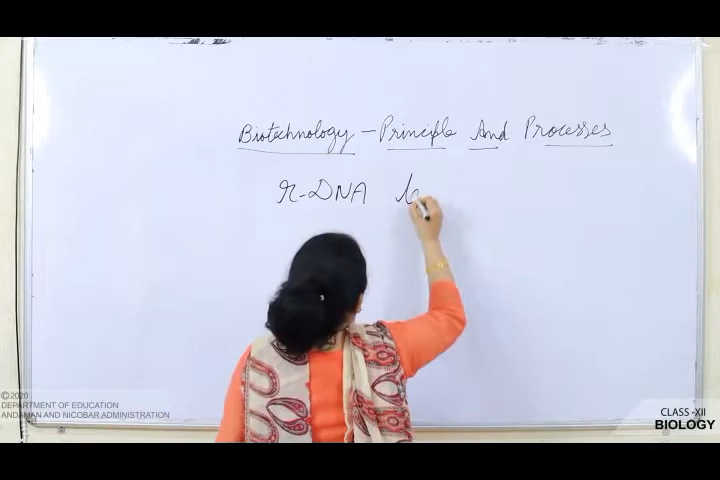 Biotechnology - Principle And Processes
r-DNA
©2020
DEPARTMENT OF EDUCATION
ANDAMAN AND NICOBAR ADMINISTRATION
CLASS -XII
BIOLOGY